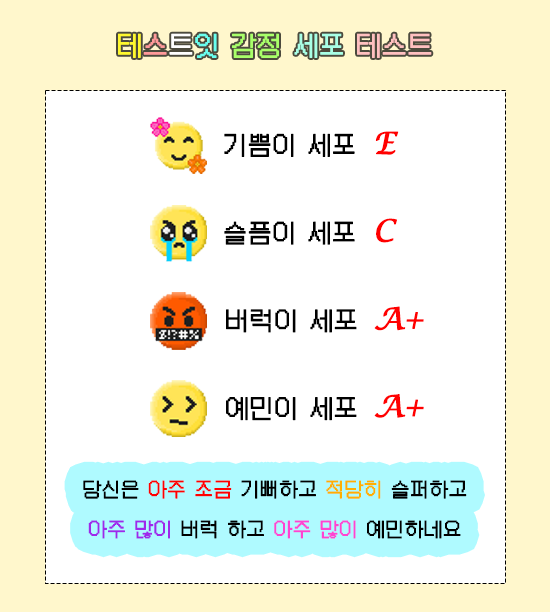 테스트잇 감정 세포 테스트
기쁨이 세포 E
슬픔이 세포 C
버럭이 세포 A+
$!?#%
예민이 세포 A+
당신은 아주 조금 기뻐하고 적당히 슬퍼하고
아주 많이 버럭 하고 아주 많이 예민하네요